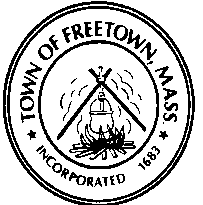 TOWN OF FREETOWN, MASS
INCORPORATED 1683